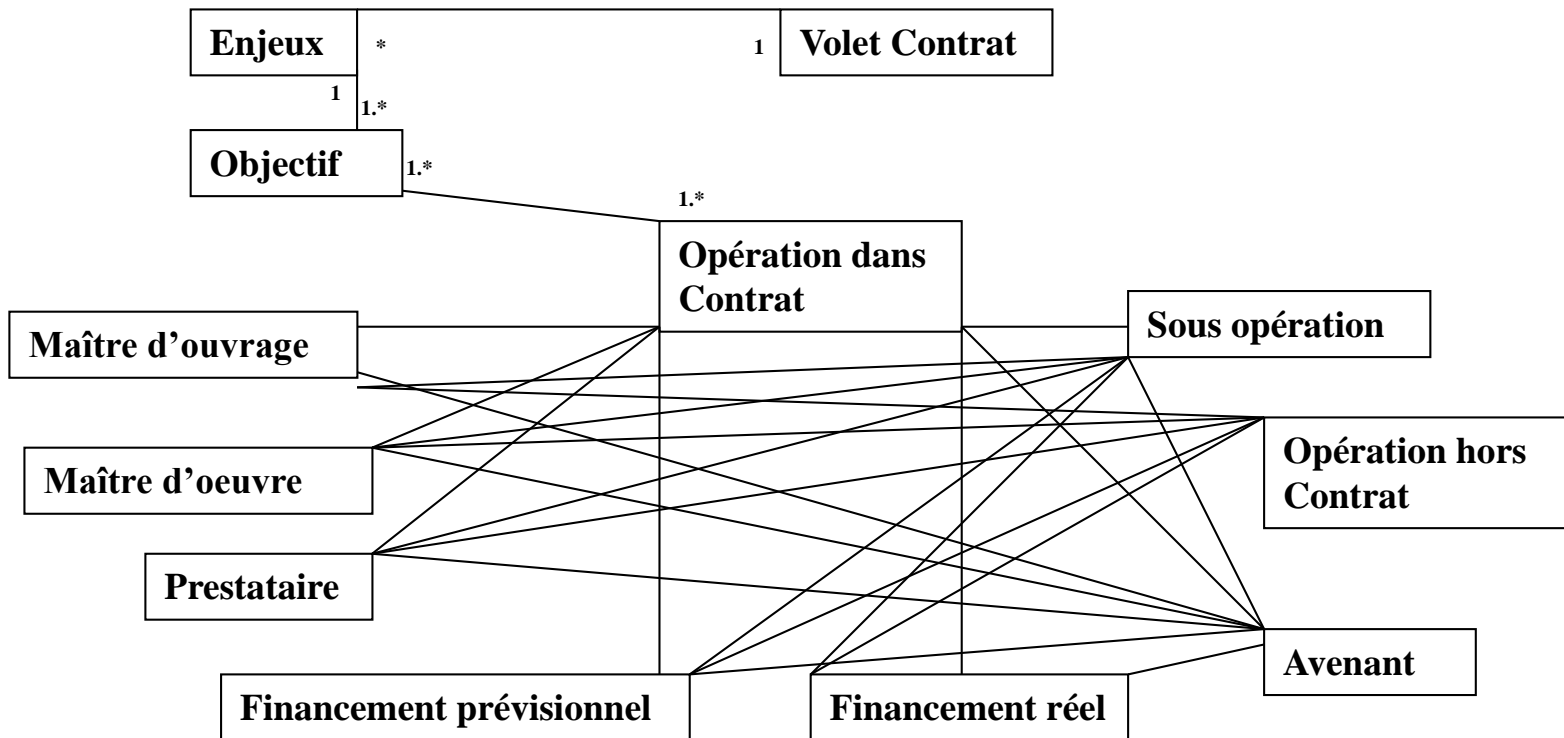 Enjeux
*
1
Volet Contrat
1
1.*
Objectif
1.*
1.*
Opération dans
Contrat
Maître d’ouvrage
Sous opération
Maître d’oeuvre
Opération hors
Contrat
Prestataire
Avenant
Financement prévisionnel
Financement réel